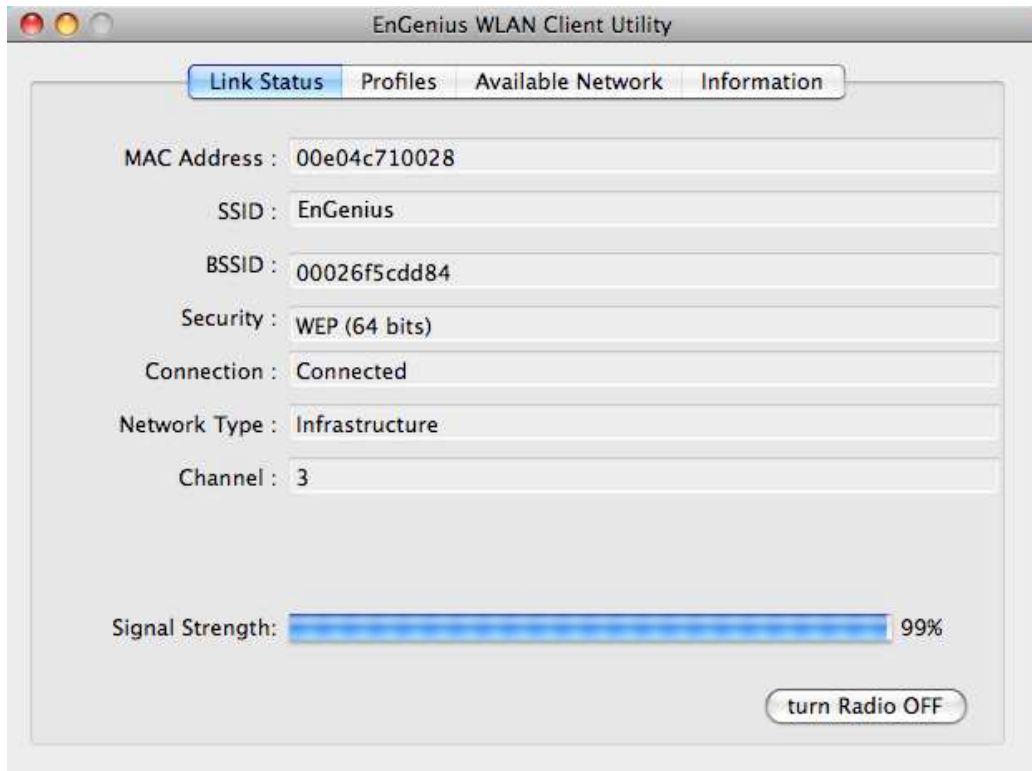 EnGenius WLAN Client Utility
Link Status Profiles Available Network Information
MAC Address : 00e04c710028
SSID : EnGenius
BSSID : 00026f5cdd84
Security : WEP (64 bits)
Connection : Connected
Network Type : Infrastructure
Channel : 3
Signal Strength: 99%
turn Radio OFF